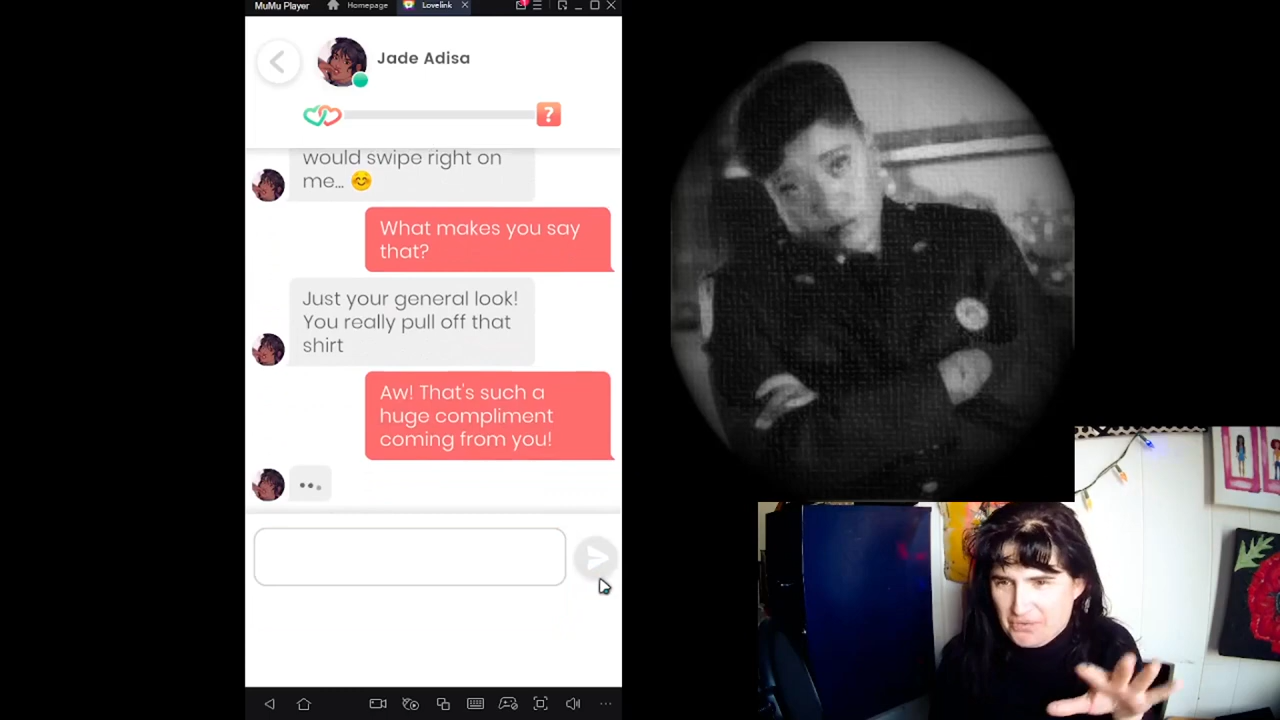 MuMu Player
Homepage
Lovelink
Jade Adisa
?
would swipe right on
me... 😊
What makes you say
that?
Just your general look!
You really pull off that
shirt
Aw! That's such a
huge compliment
coming from you!